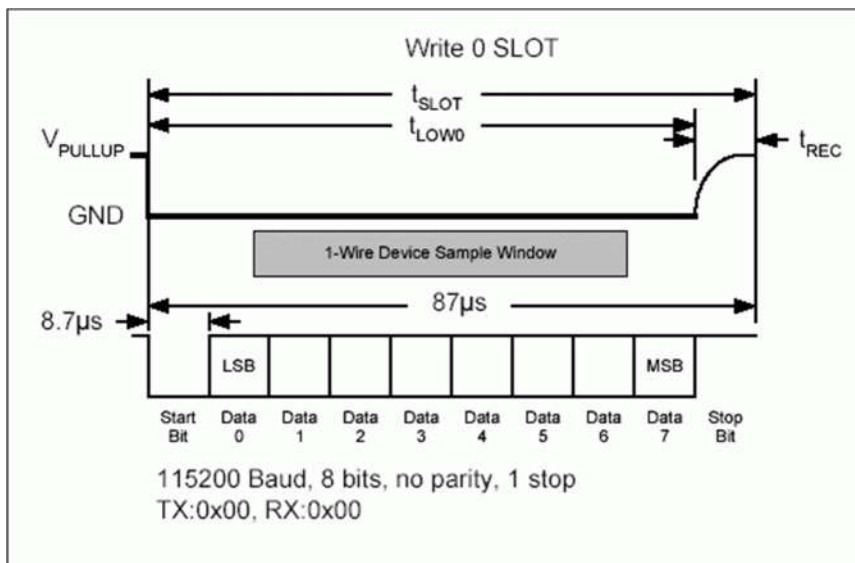 Write 0 SLOT
tSLOT
tLOW0
VPULLUP
tREC
GND
1-Wire Device Sample Window
87µs
8.7µs
LSB
MSB
Start Bit
Data 0
Data 1
Data 2
Data 3
Data 4
Data 5
Data 6
Data 7
Stop Bit
115200 Baud, 8 bits, no parity, 1 stop
TX:0x00, RX:0x00